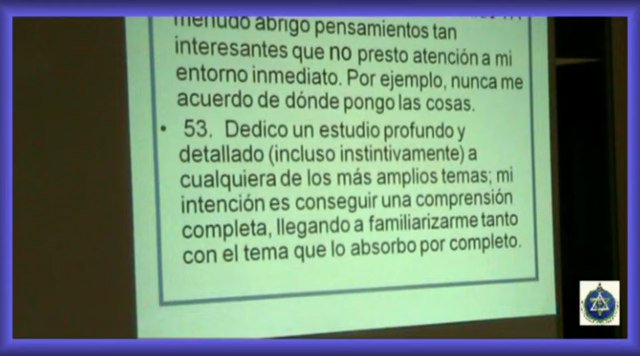 menudo abrigo pensamientos tan
interesantes que no presto atención a mi
entorno inmediato. Por ejemplo, nunca me
acuerdo de dónde pongo las cosas.
• 53. Dedico un estudio profundo y
detallado (incluso instintivamente) a
cualquiera de los más amplios temas; mi
intención es conseguir una comprensión
completa, llegando a familiarizarme tanto
con el tema que lo absorbo por completo.